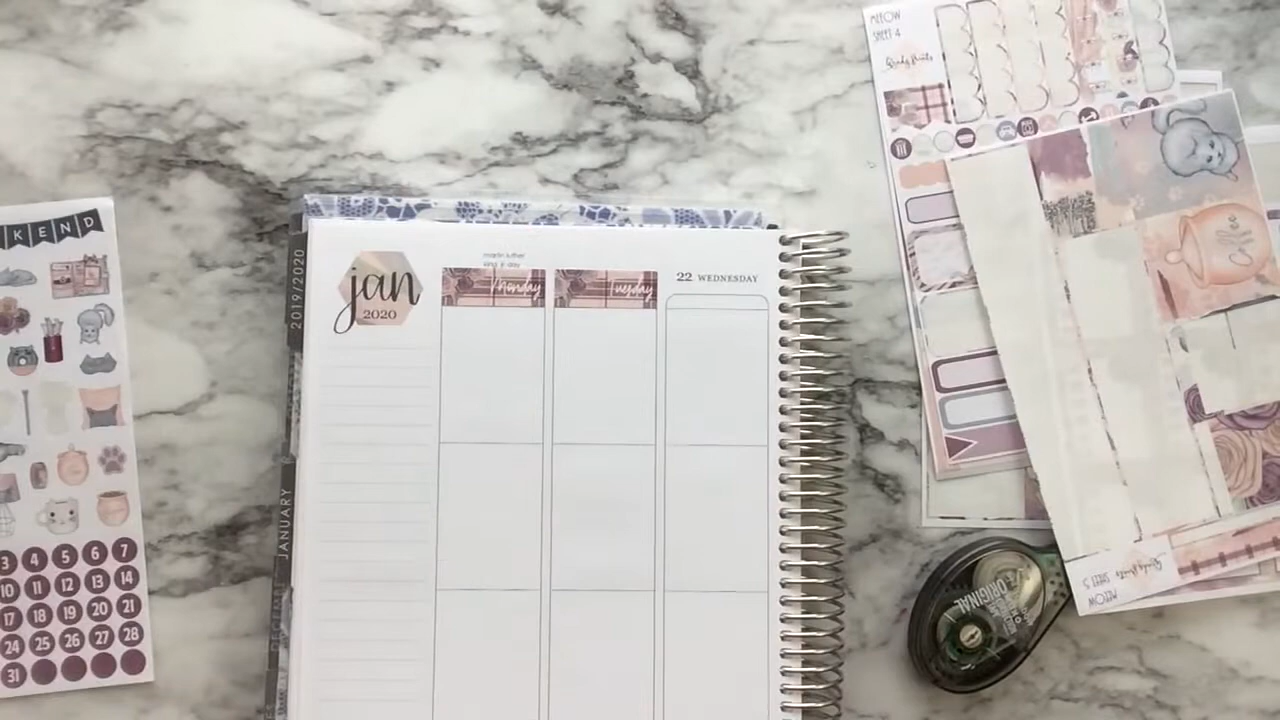 MEOW
SHEET 4
KEND
2019/2020
jan
2020
martin luther
king jr. day
Monday
Tuesday
22 WEDNESDAY
Coffee
JANUARY
3 4 5 6 7
10 11 12 13 14
17 18 19 20 21
24 25 26 27 28
31
ORIGINAL
MEOW
SHEET 5